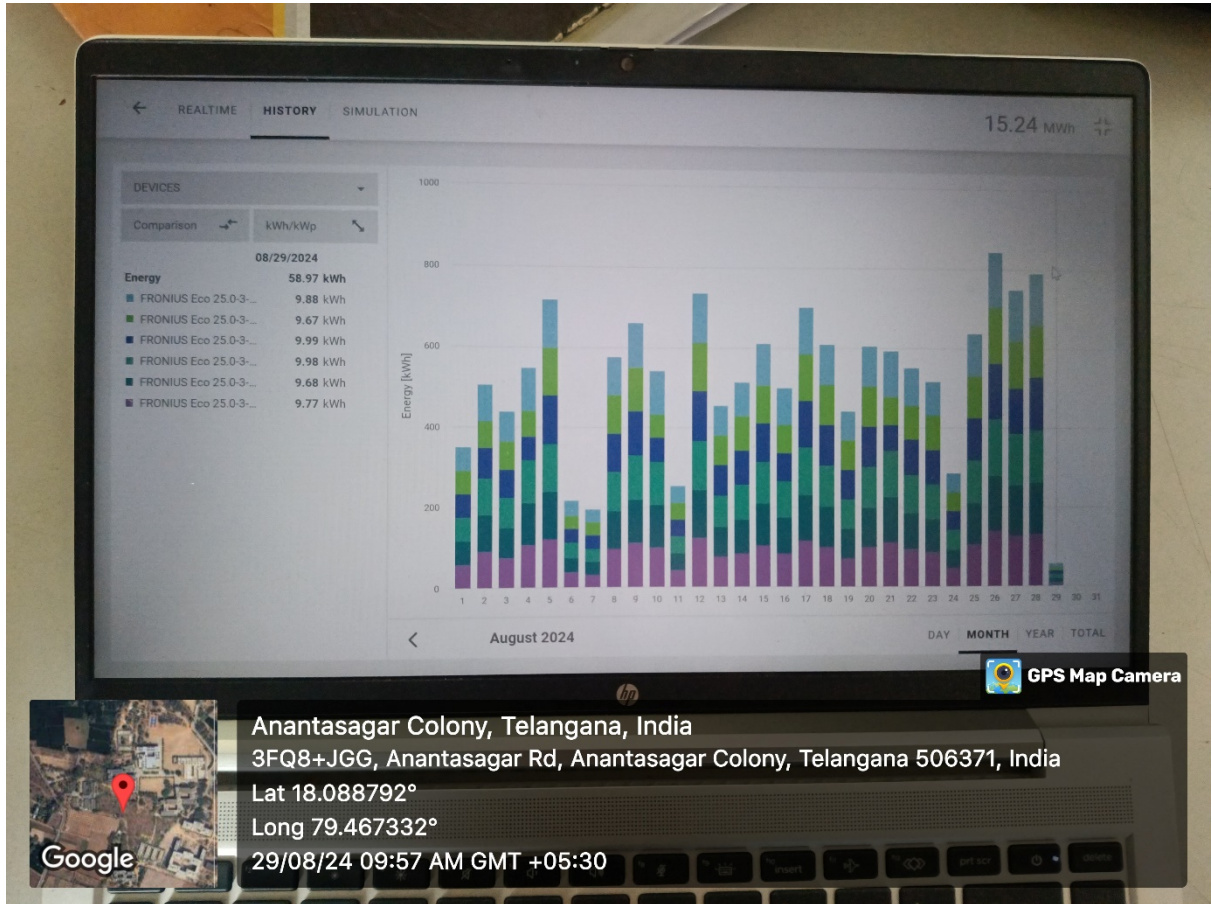 REALTIME HISTORY SIMULATION
15.24 MWh
DEVICES
Comparison kWh/kWp
08/29/2024
Energy 58.97 kWh
FRONIUS Eco 25.0-3-... 9.88 kWh
FRONIUS Eco 25.0-3-... 9.67 kWh
FRONIUS Eco 25.0-3-... 9.99 kWh
FRONIUS Eco 25.0-3-... 9.98 kWh
FRONIUS Eco 25.0-3-... 9.68 kWh
FRONIUS Eco 25.0-3-... 9.77 kWh
Energy [kWh]
1000
800
600
400
200
0
1 2 3 4 5 6 7 8 9 10 11 12 13 14 15 16 17 18 19 20 21 22 23 24 25 26 27 28 29 30 31
August 2024
DAY MONTH YEAR TOTAL
hp
GPS Map Camera
Anantasagar Colony, Telangana, India
3FQ8+JGG, Anantasagar Rd, Anantasagar Colony, Telangana 506371, India
Lat 18.088792°
Long 79.467332°
29/08/24 09:57 AM GMT +05:30
Google
insert
prt scr
delete